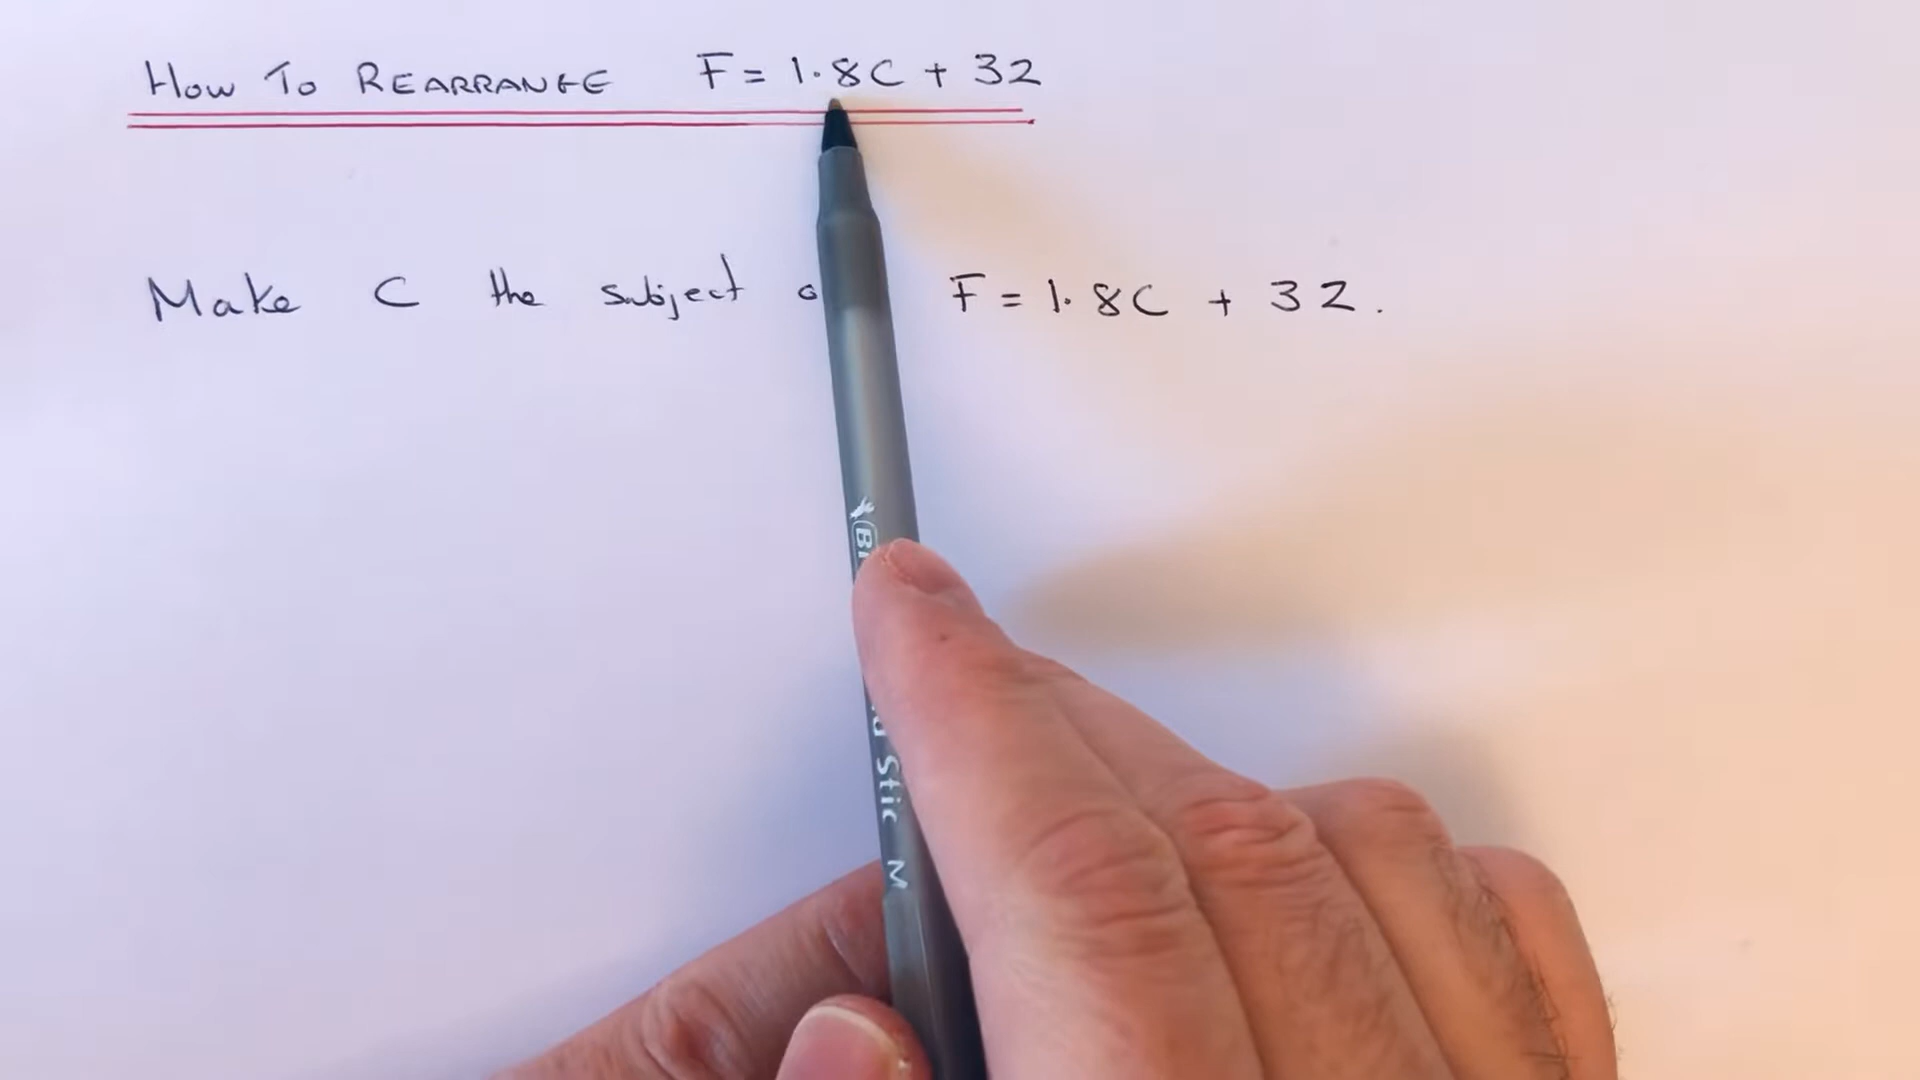 How To REARRANGE F = 1.8C + 32
Make C the subject F = 1.8C + 32.
Stic M